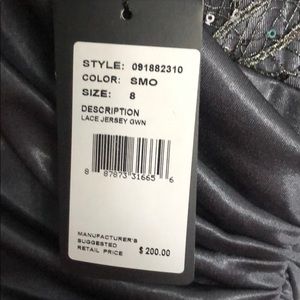 STYLE: 091882310
COLOR: SMO
SIZE: 8
DESCRIPTION
LACE JERSEY GWN
8 87873 31665 6
MANUFACTURER'S
SUGGESTED
RETAIL PRICE $ 200.00